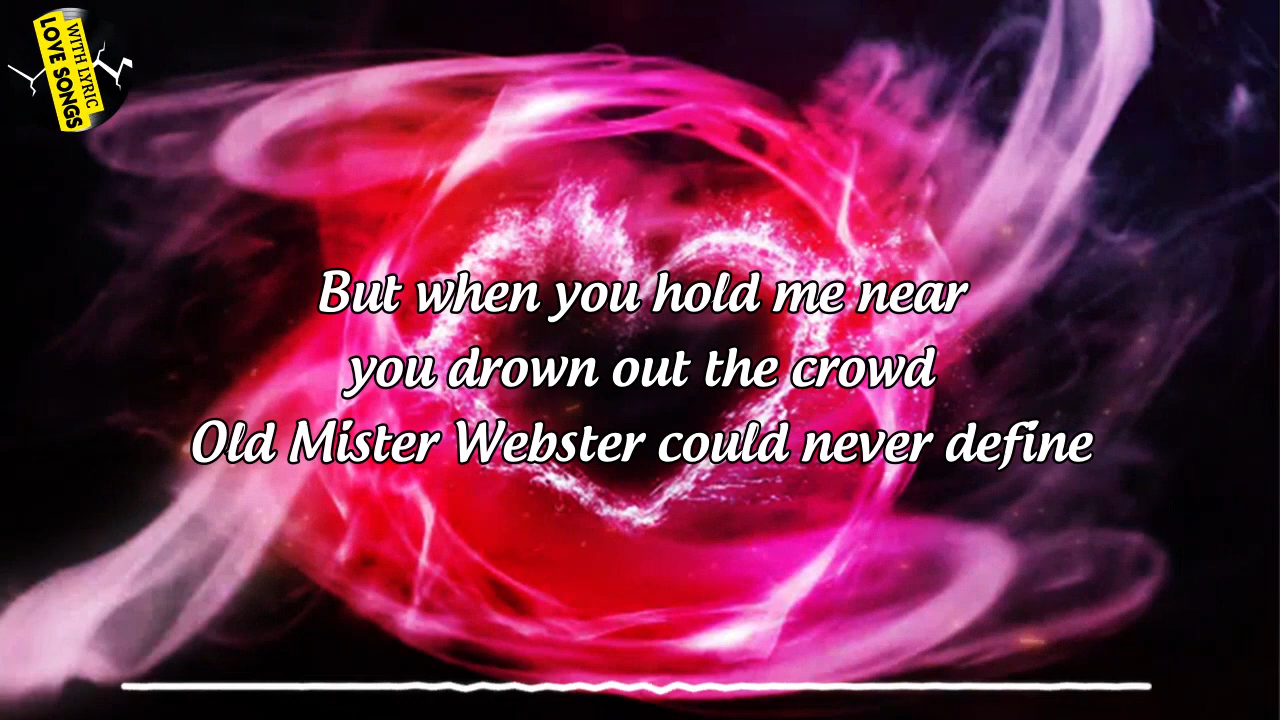 WITH LYRIC
LOVE SONGS
But when you hold me near
you drown out the crowd
Old Mister Webster could never define